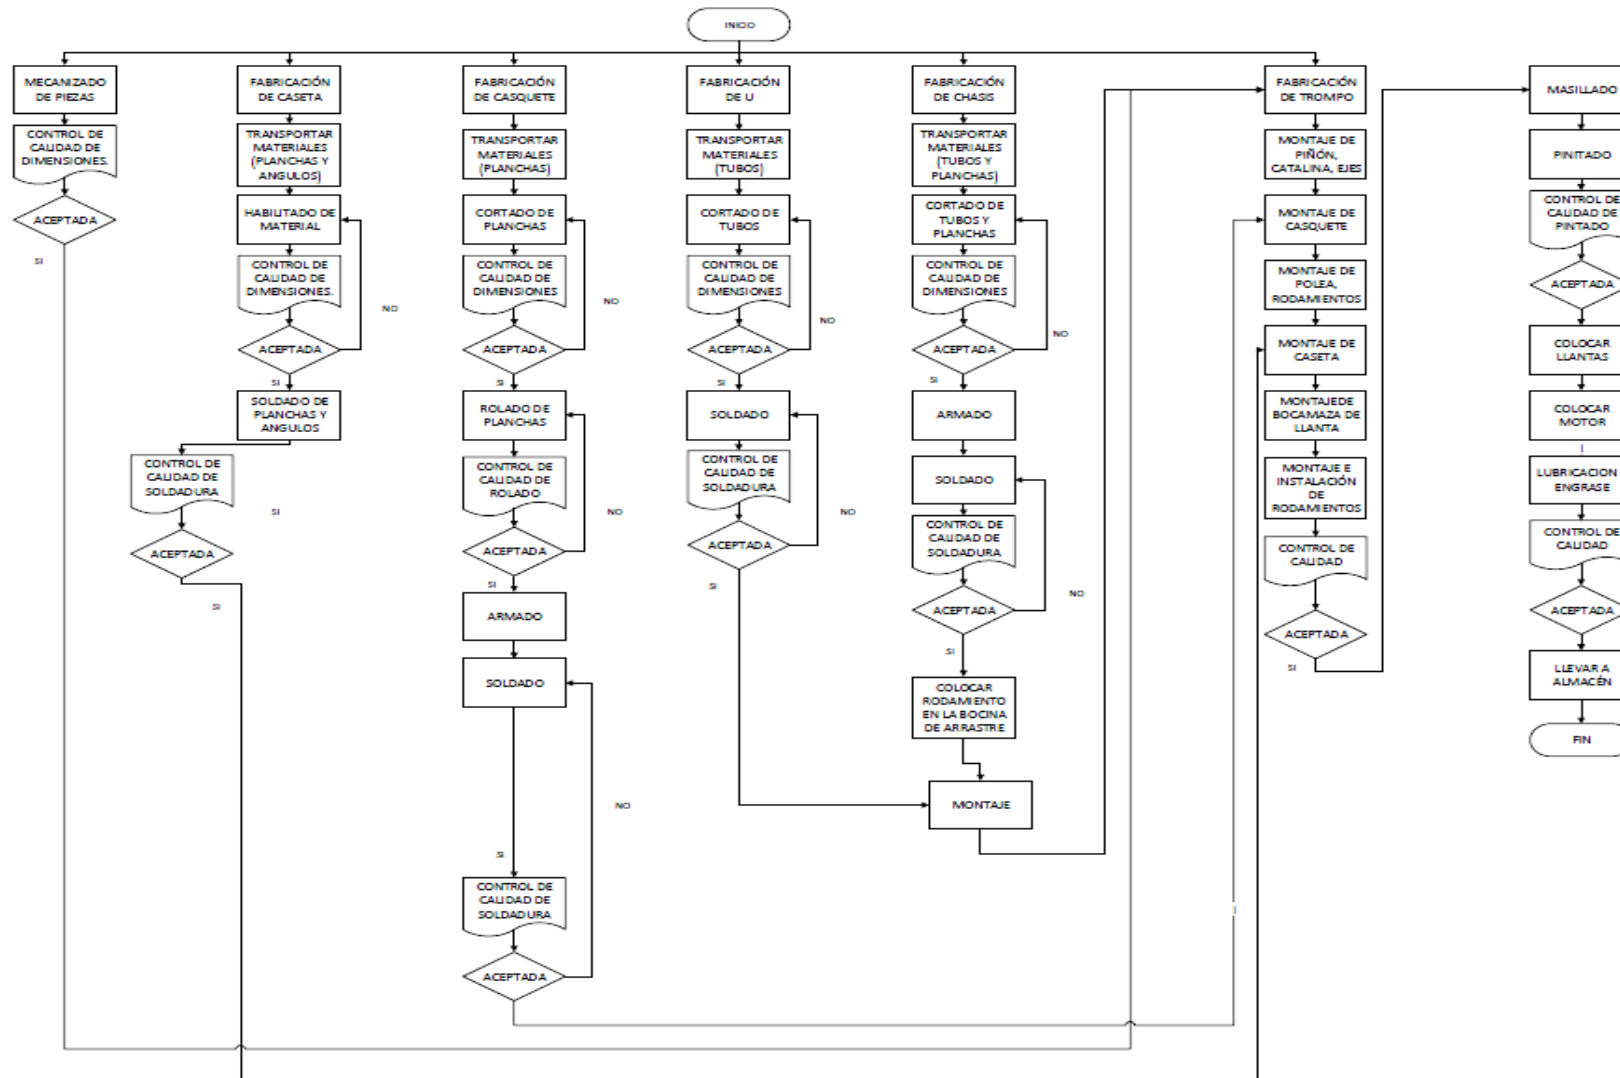 INICIO
MECANIZADO
DE PIEZAS
CONTROL DE
CALIDAD DE
DIMENSIONES.
ACEPTADA
SI
FABRICACIÓN
DE CASETA
TRANSPORTAR
MATERIALES
(PLANCHAS Y
ANGULOS)
HABILITADO DE
MATERIAL
CONTROL DE
CALIDAD DE
DIMENSIONES.
NO
ACEPTADA
SI
SOLDADO DE
PLANCHAS Y
ANGULOS
CONTROL DE
CALIDAD DE
SOLDADURA
SI
ACEPTADA
SI
FABRICACIÓN
DE CASQUETE
TRANSPORTAR
MATERIALES
(PLANCHAS)
CORTADO DE
PLANCHAS
CONTROL DE
CALIDAD DE
DIMENSIONES
NO
ACEPTADA
SI
ROLADO DE
PLANCHAS
CONTROL DE
CALIDAD DE
ROLADO
NO
ACEPTADA
SI
ARMADO
SOLDADO
NO
SI
CONTROL DE
CALIDAD DE
SOLDADURA
ACEPTADA
FABRICACIÓN
DE U
TRANSPORTAR
MATERIALES
(TUBOS)
CORTADO DE
TUBOS
CONTROL DE
CALIDAD DE
DIMENSIONES
NO
ACEPTADA
SI
SOLDADO
CONTROL DE
CALIDAD DE
SOLDADURA
NO
ACEPTADA
SI
FABRICACIÓN
DE CHASIS
TRANSPORTAR
MATERIALES
(TUBOS Y
PLANCHAS)
CORTADO DE
TUBOS Y
PLANCHAS
CONTROL DE
CALIDAD DE
DIMENSIONES
NO
ACEPTADA
SI
ARMADO
SOLDADO
CONTROL DE
CALIDAD DE
SOLDADURA
NO
ACEPTADA
SI
COLOCAR
RODAMIENTO
EN LA BOCINA
DE ARRASTRE
MONTAJE
FABRICACIÓN
DE TROMPO
MONTAJE DE
PIÑÓN,
CATALINA, EJES
MONTAJE DE
CASQUETE
MONTAJE DE
POLEA,
RODAMIENTOS
MONTAJE DE
CASETA
MONTAJEDE
BOCAMAZA DE
LLANTA
MONTAJE E
INSTALACIÓN
DE
RODAMIENTOS
CONTROL DE
CALIDAD
ACEPTADA
SI
MASILLADO
PINITADO
CONTROL DE
CALIDAD DE
PINTADO
ACEPTADA
COLOCAR
LLANTAS
COLOCAR
MOTOR
LUBRICACION
ENGRASE
CONTROL DE
CALIDAD
ACEPTADA
LLEVAR A
ALMACÉN
FIN